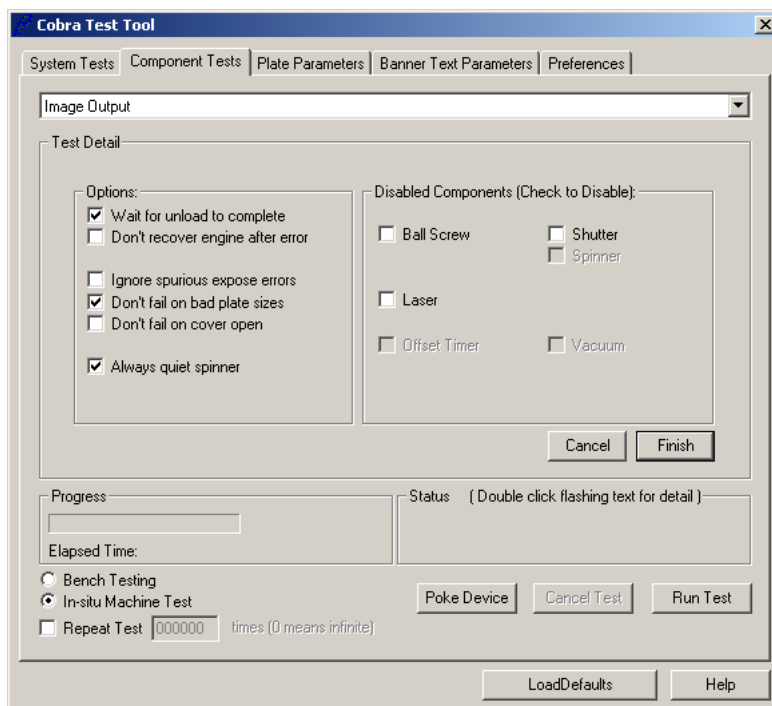 Cobra Test Tool
System Tests Component Tests Plate Parameters Banner Text Parameters Preferences
Image Output
Test Detail
Options:
Wait for unload to complete
Don't recover engine after error
Ignore spurious expose errors
Don't fail on bad plate sizes
Don't fail on cover open
Always quiet spinner
Disabled Components (Check to Disable):
Ball Screw Shutter
Spinner
Laser
Offset Timer Vacuum
Cancel Finish
Progress
Elapsed Time:
Status ( Double click flashing text for detail )
Bench Testing
In-situ Machine Test
Repeat Test 000000 times (0 means infinite)
Poke Device Cancel Test Run Test
LoadDefaults Help